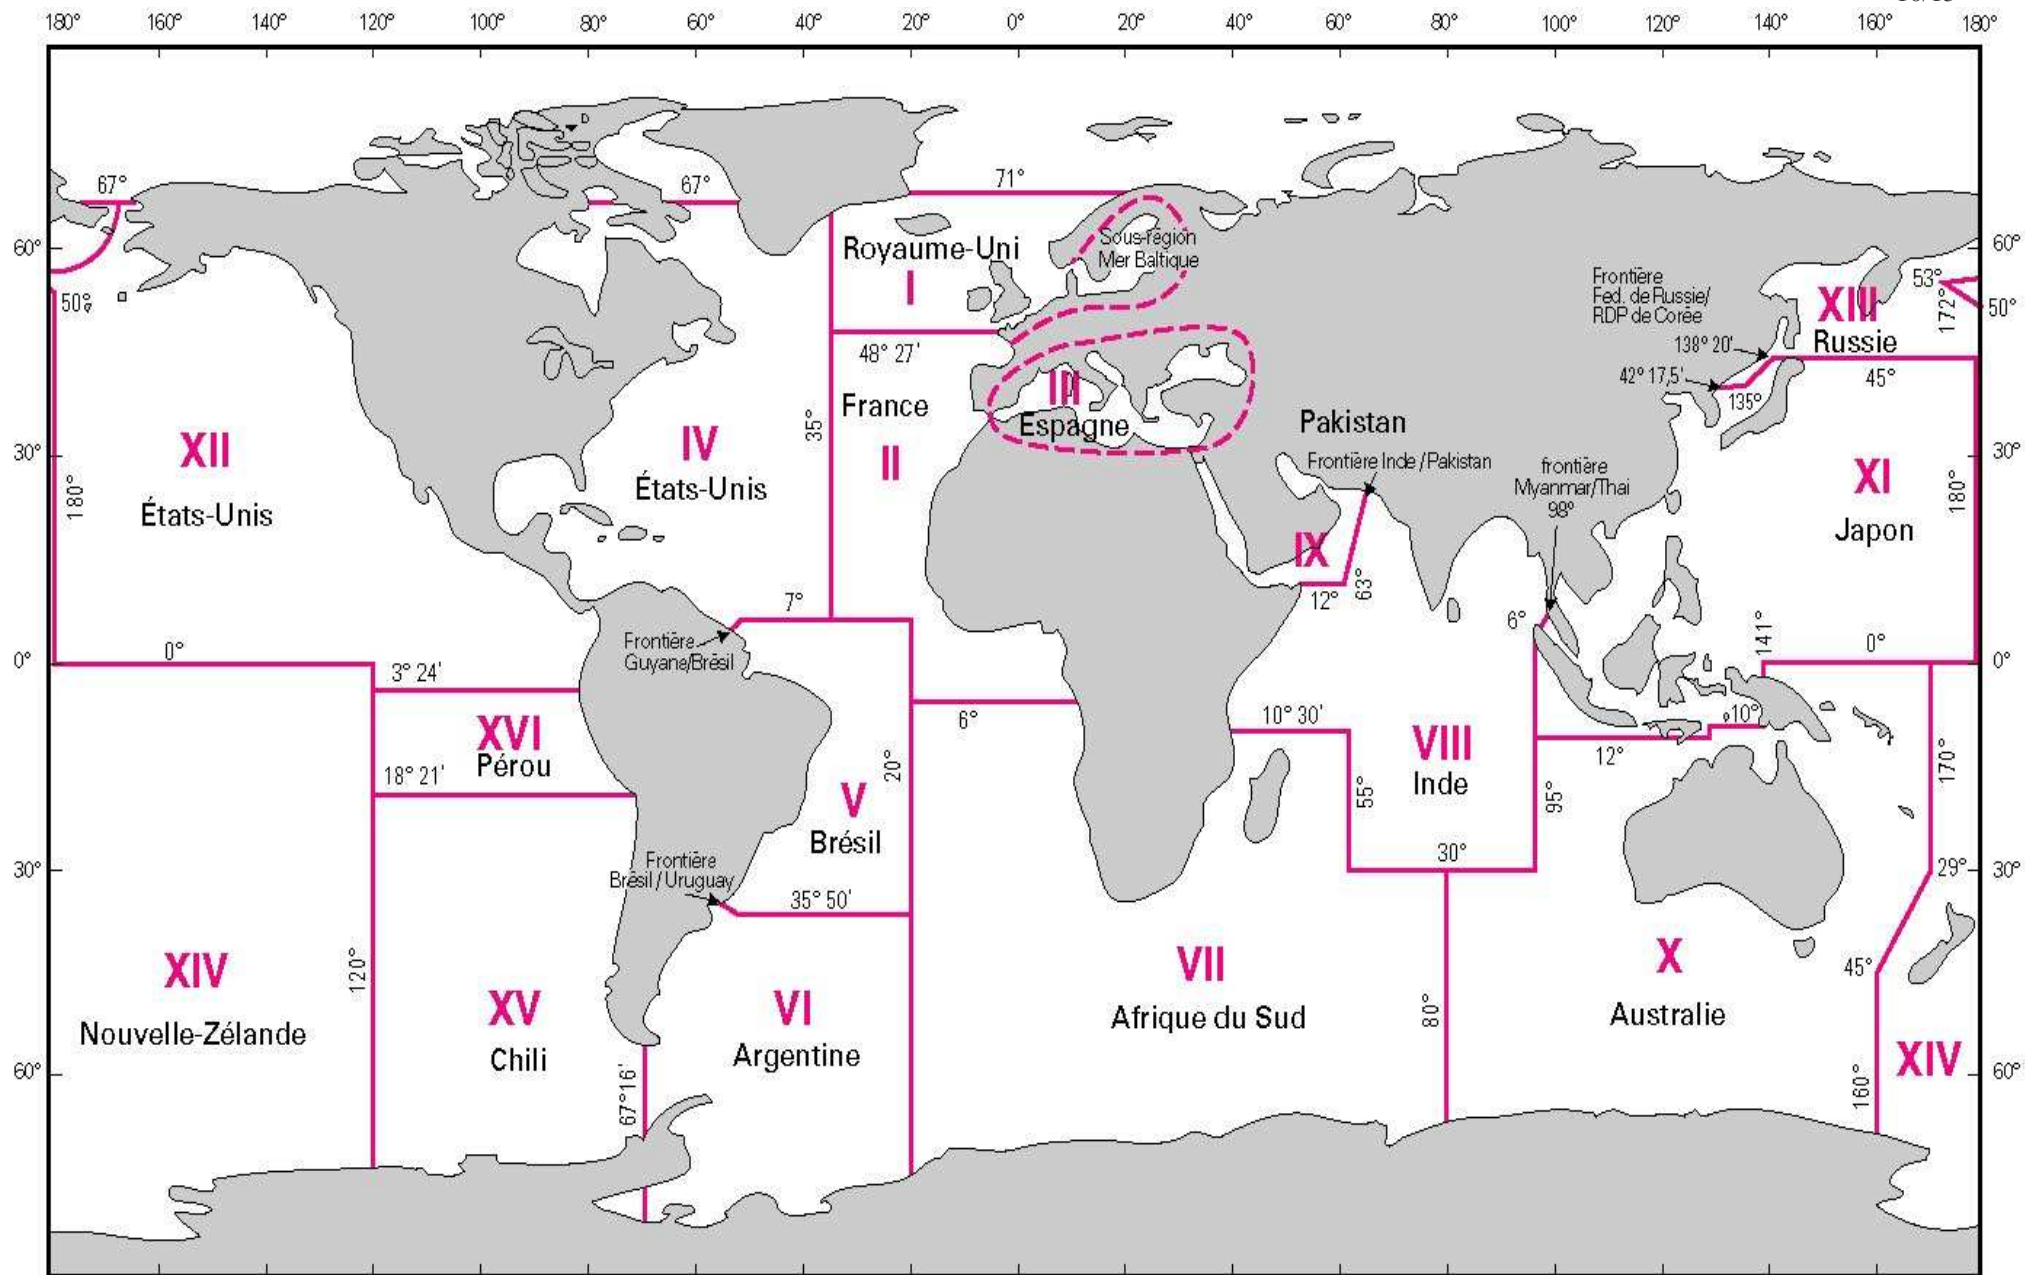 180° 160° 140° 120° 100° 80° 60° 40° 20° 0° 20° 40° 60° 80° 100° 120° 140° 160° 180°
67°
67°
71°
60°
Royaume-Uni
I
Sous-région
Mer Baltique
60°
Frontière
Féd. de Russie/
RDP de Corée
53°
172°
50°
50°
XIII
Russie
138° 20'
48° 27'
42° 17,5'
135°
45°
III
Espagne
France
II
35°
Pakistan
Frontière Inde / Pakistan
frontière
Myanmar/Thai
98°
XII
États-Unis
30°
180°
IV
États-Unis
30°
XI
Japon
180°
IX
12°
63°
7°
6°
141°
Frontière
Guyane/Brésil
0°
0°
0°
0°
3° 24'
XVI
Pérou
18° 21'
6°
10° 30'
10°
12°
VIII
Inde
55°
95°
170°
V
Brésil
20°
Frontière
Brésil / Uruguay
35° 50'
30°
30°
29°
30°
XIV
Nouvelle-Zélande
120°
XV
Chili
VI
Argentine
VII
Afrique du Sud
80°
X
Australie
45°
XIV
160°
67°16'
60°
60°